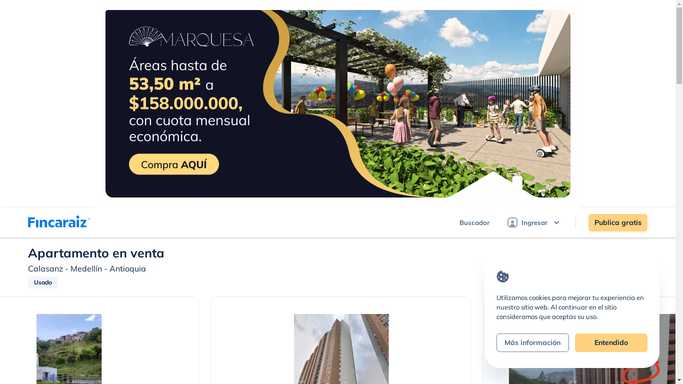 MARQUESA
Áreas hasta de
53,50 m² a
$158.000.000,
con cuota mensual
económica.
Compra AQUÍ
Fincaraiz
Buscador
Ingresar
Publica gratis
Apartamento en venta
Calasanz - Medellín - Antioquia
Usado
Utilizamos cookies para mejorar tu experiencia en
nuestro sitio web. Al continuar en el sitio
consideramos que aceptas su uso.
Más información
Entendido